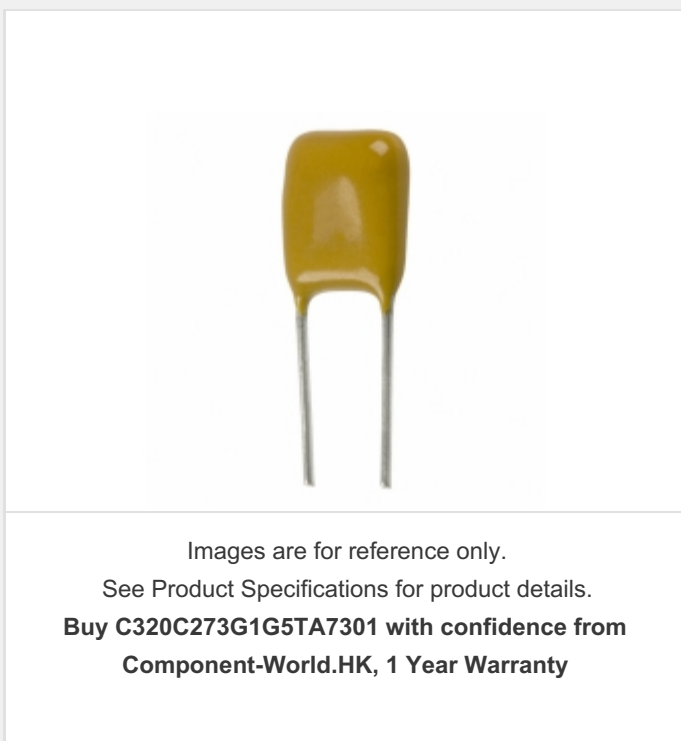 Images are for reference only.
See Product Specifications for product details.
Buy C320C273G1G5TA7301 with confidence from
Component-World.HK, 1 Year Warranty